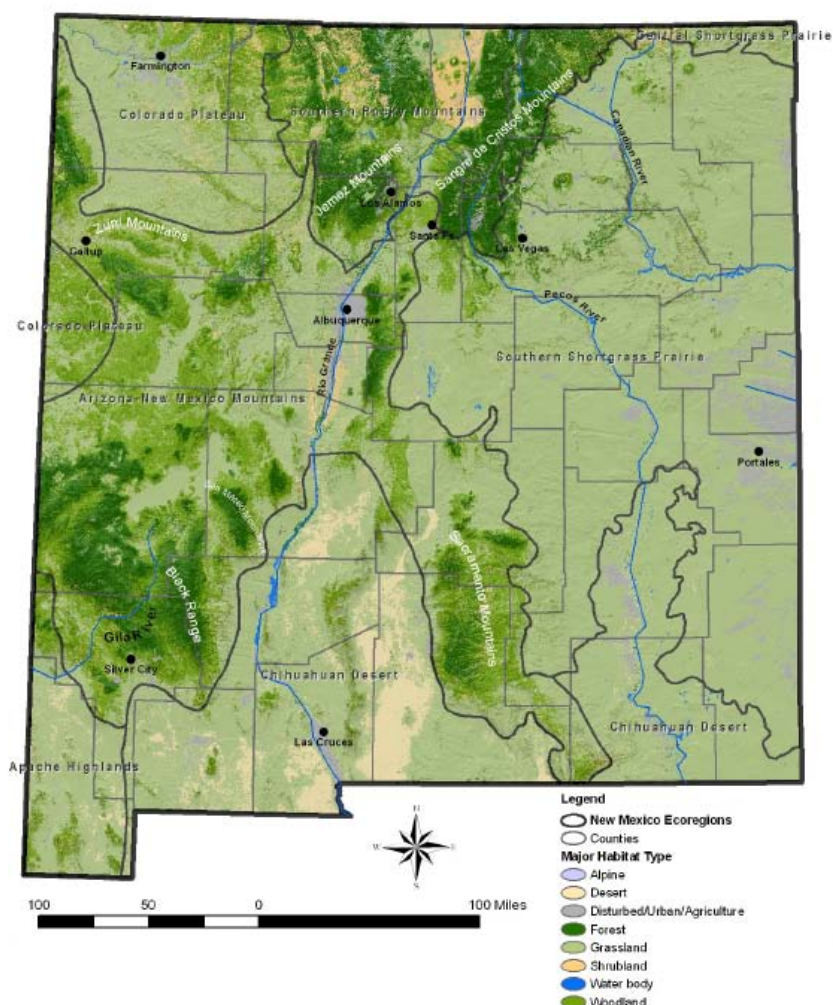 Central Shortgrass Prairie
Farmington
Colorado Plateau
Southern Rocky Mountains
Sangre de Cristos Mountains
Canadian River
Jemez Mountains
Los Alamos
Zuni Mountains
Gallup
Santa Fe
Las Vegas
Pecos River
Albuquerque
Colorado Plateau
Rio Grande
Southern Shortgrass Prairie
Arizona-New Mexico Mountains
Portales
Sacramanto Mountains
Black Range
Gila River
Silver City
Chihuahuan Desert
Las Cruces
Chihuahuan Desert
Apache Highlands
N
W E
S
100 50 0 100 Miles
Legend
New Mexico Ecoregions
Counties
Major Habitat Type
Alpine
Desert
Disturbed/Urban/Agriculture
Forest
Grassland
Shrubland
Water body
Woodland